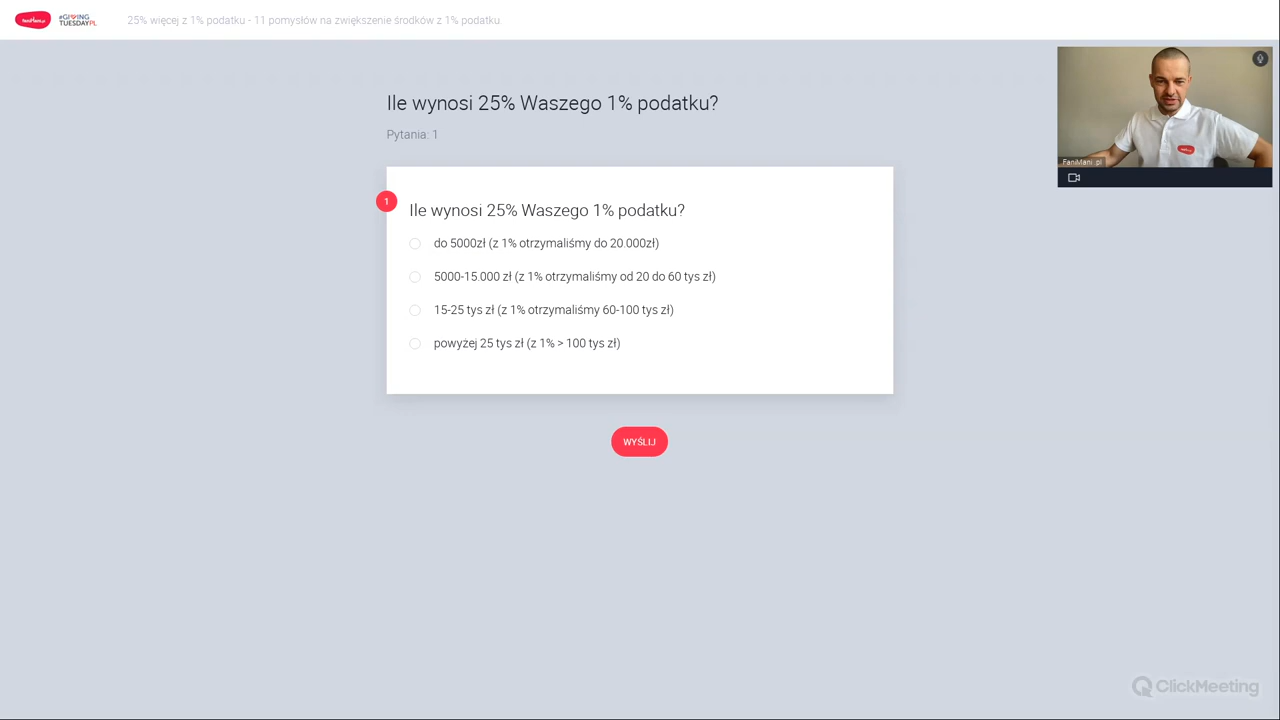 FaniMani.pl
#GIVING
TUESDAYPL
25% więcej z 1% podatku - 11 pomysłów na zwiększenie środków z 1% podatku
Ile wynosi 25% Waszego 1% podatku?
Pytania: 1
1
Ile wynosi 25% Waszego 1% podatku?
do 5000zł (z 1% otrzymaliśmy do 20.000zł)
5000-15.000 zł (z 1% otrzymaliśmy od 20 do 60 tys zł)
15-25 tys zł (z 1% otrzymaliśmy 60-100 tys zł)
powyżej 25 tys zł (z 1% > 100 tys zł)
WYŚLIJ
FaniMani pl
ClickMeeting